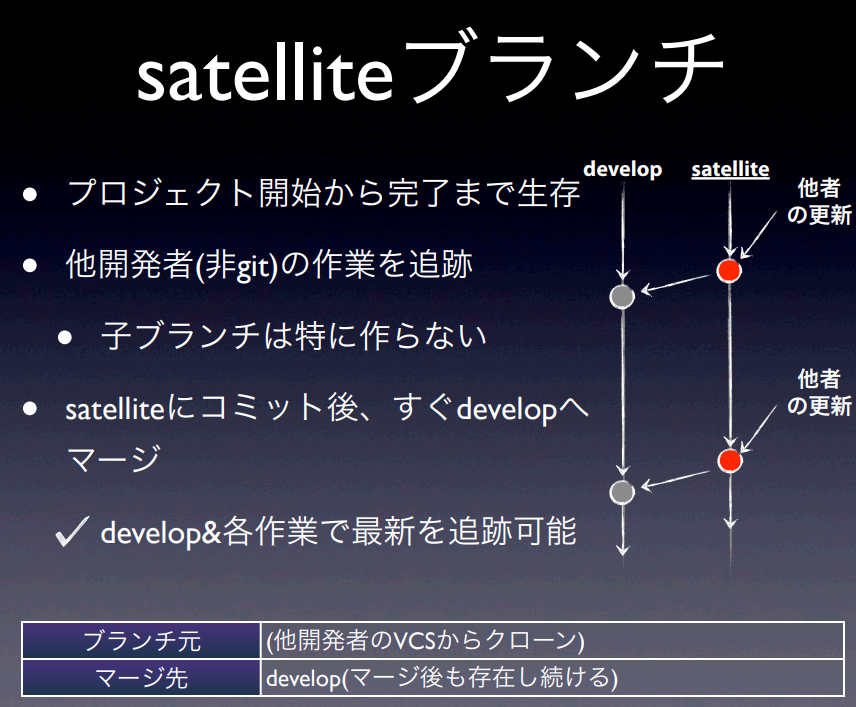 satelliteブランチ
プロジェクト開始から完了まで生存
他開発者(非git)の作業を追跡
子ブランチは特に作らない
satelliteにコミット後、すぐdevelopへ
マージ
develop&各作業で最新を追跡可能
develop
satellite
他者
の更新
他者
の更新
ブランチ元
(他開発者のVCSからクローン)
マージ先
develop(マージ後も存在し続ける)